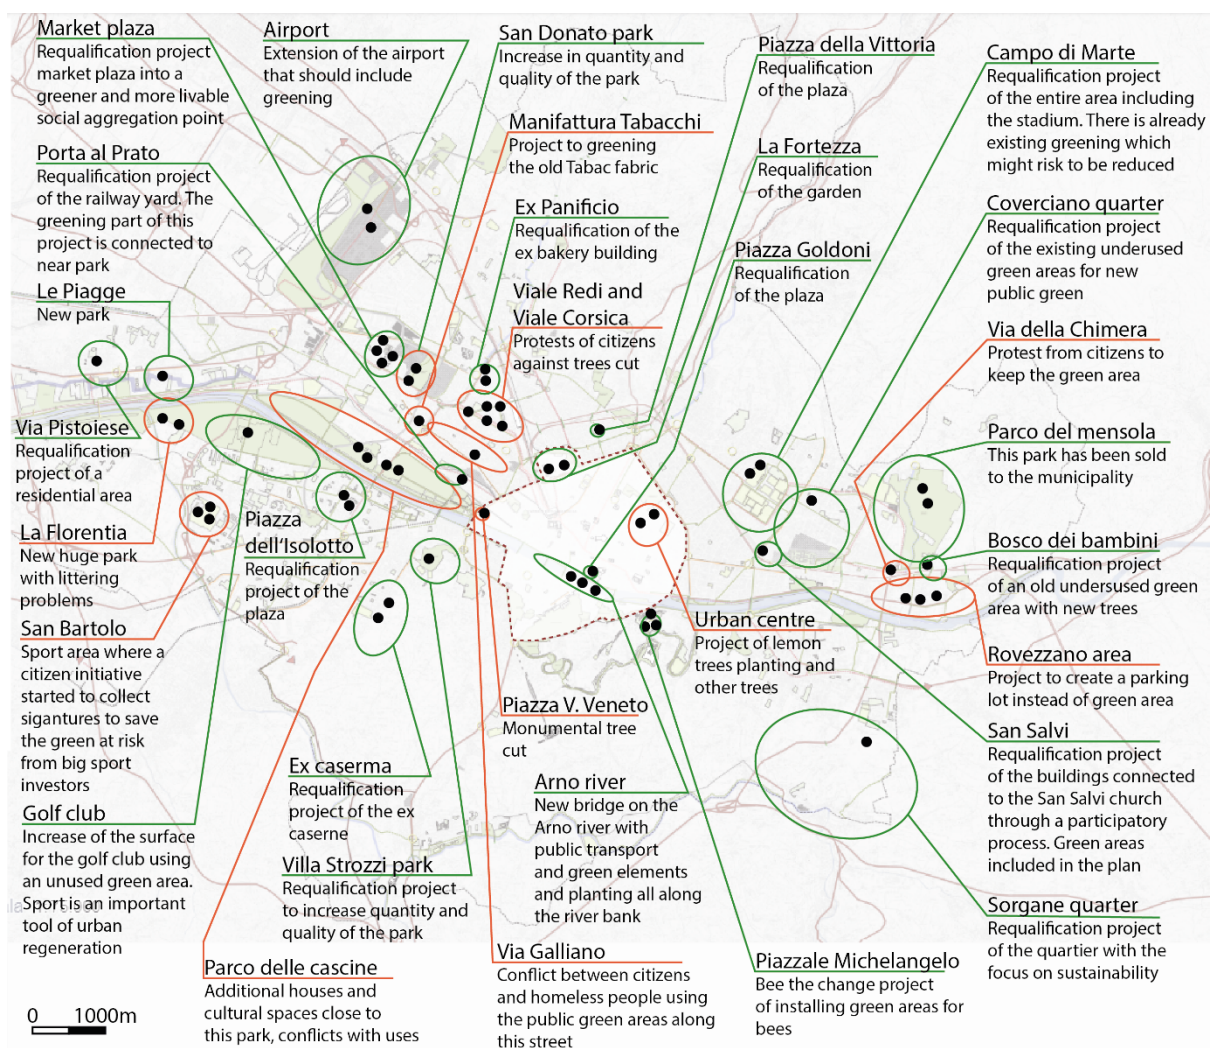 Market plaza
Requalification project
market plaza into a
greener and more livable
social aggregation point
Airport
Extension of the airport
that should include
greening
San Donato park
Increase in quantity and
quality of the park
Piazza della Vittoria
Requalification
of the plaza
Campo di Marte
Requalification project
of the entire area including
the stadium. There is already
existing greening which
might risk to be reduced
Manifattura Tabacchi
Project to greening
the old Tabac fabric
La Fortezza
Requalification
of the garden
Porta al Prato
Requalification project
of the railway yard. The
greening part of this
project is connected to
near park
Ex Panificio
Requalification of the
ex bakery building
Coverciano quarter
Requalification project
of the existing underused
green areas for new
public green
Piazza Goldoni
Requalification
of the plaza
Le Piagge
New park
Viale Redi and
Viale Corsica
Protests of citizens
against trees cut
Via della Chimera
Protest from citizens to
keep the green area
Via Pistoiese
Requalification
project of a
residential area
Parco del mensola
This park has been sold
to the municipality
La Florentia
New huge park
with littering
problems
Piazza
dell'Isolotto
Requalification
project of the
plaza
Bosco dei bambini
Requalification project
of an old undersused green
area with new trees
San Bartolo
Sport area where a
citizen initiative
started to collect
sigantures to save
the green at risk
from big sport
investors
Urban centre
Project of lemon
trees planting and
other trees
Rovezzano area
Project to create a parking
lot instead of green area
Piazza V. Veneto
Monumental tree
cut
San Salvi
Requalification project
of the buildings connected
to the San Salvi church
through a participatory
process. Green areas
included in the plan
Ex caserma
Requalification
project of the ex
caserne
Arno river
New bridge on the
Arno river with
public transport
and green elements
and planting all along
the river bank
Golf club
Increase of the surface
for the golf club using
an unused green area.
Sport is an important
tool of urban
regeneration
Villa Strozzi park
Requalification project
to increase quantity and
quality of the park
Sorgane quarter
Requalification project
of the quartier with the
focus on sustainability
Parco delle cascine
Additional houses and
cultural spaces close to
this park, conflicts with uses
Via Galliano
Conflict between citizens
and homeless people using
the public green areas along
this street
Piazzale Michelangelo
Bee the change project
of installing green areas for
bees
0 1000m